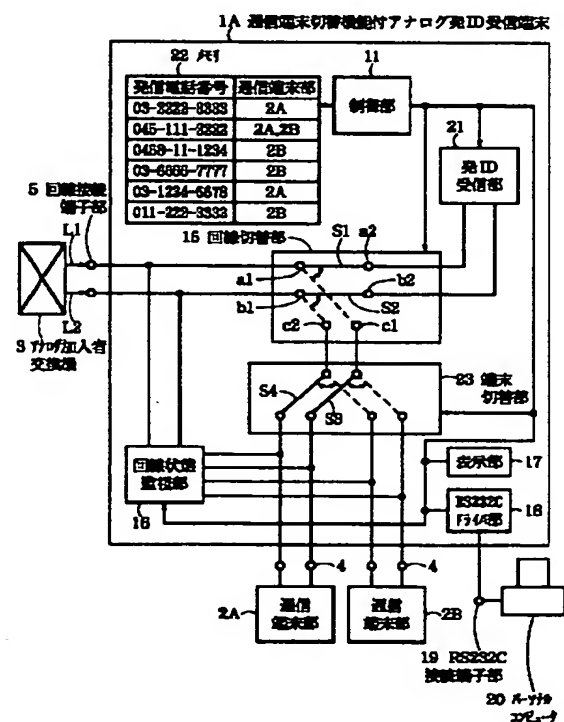 1A 通信端末切替機能付アナログ発ID受信端末
22 メモリ
発信電話番号 通信端末部
03-2222-3333 2A
045-111-2222 2A,2B
0458-11-1234 2B
03-6666-7777 2B
03-1234-5678 2A
011-222-3333 2B
11
制御部
21
発ID
受信部
5 回線接続
端子部
L1
L2
3 アナログ加入者
交換機
15 回線切替部
S1 a2
a1
b2
b1
S2
c2
c1
S4
S3
23 端末
切替部
回線状態
監視部
16
表示部 17
RS232C
ドライバ部
18
4
4
2A 通信
端末部
通信
端末部 2B
19 RS232C
接続端子部
20 パーソナル
コンピュータ